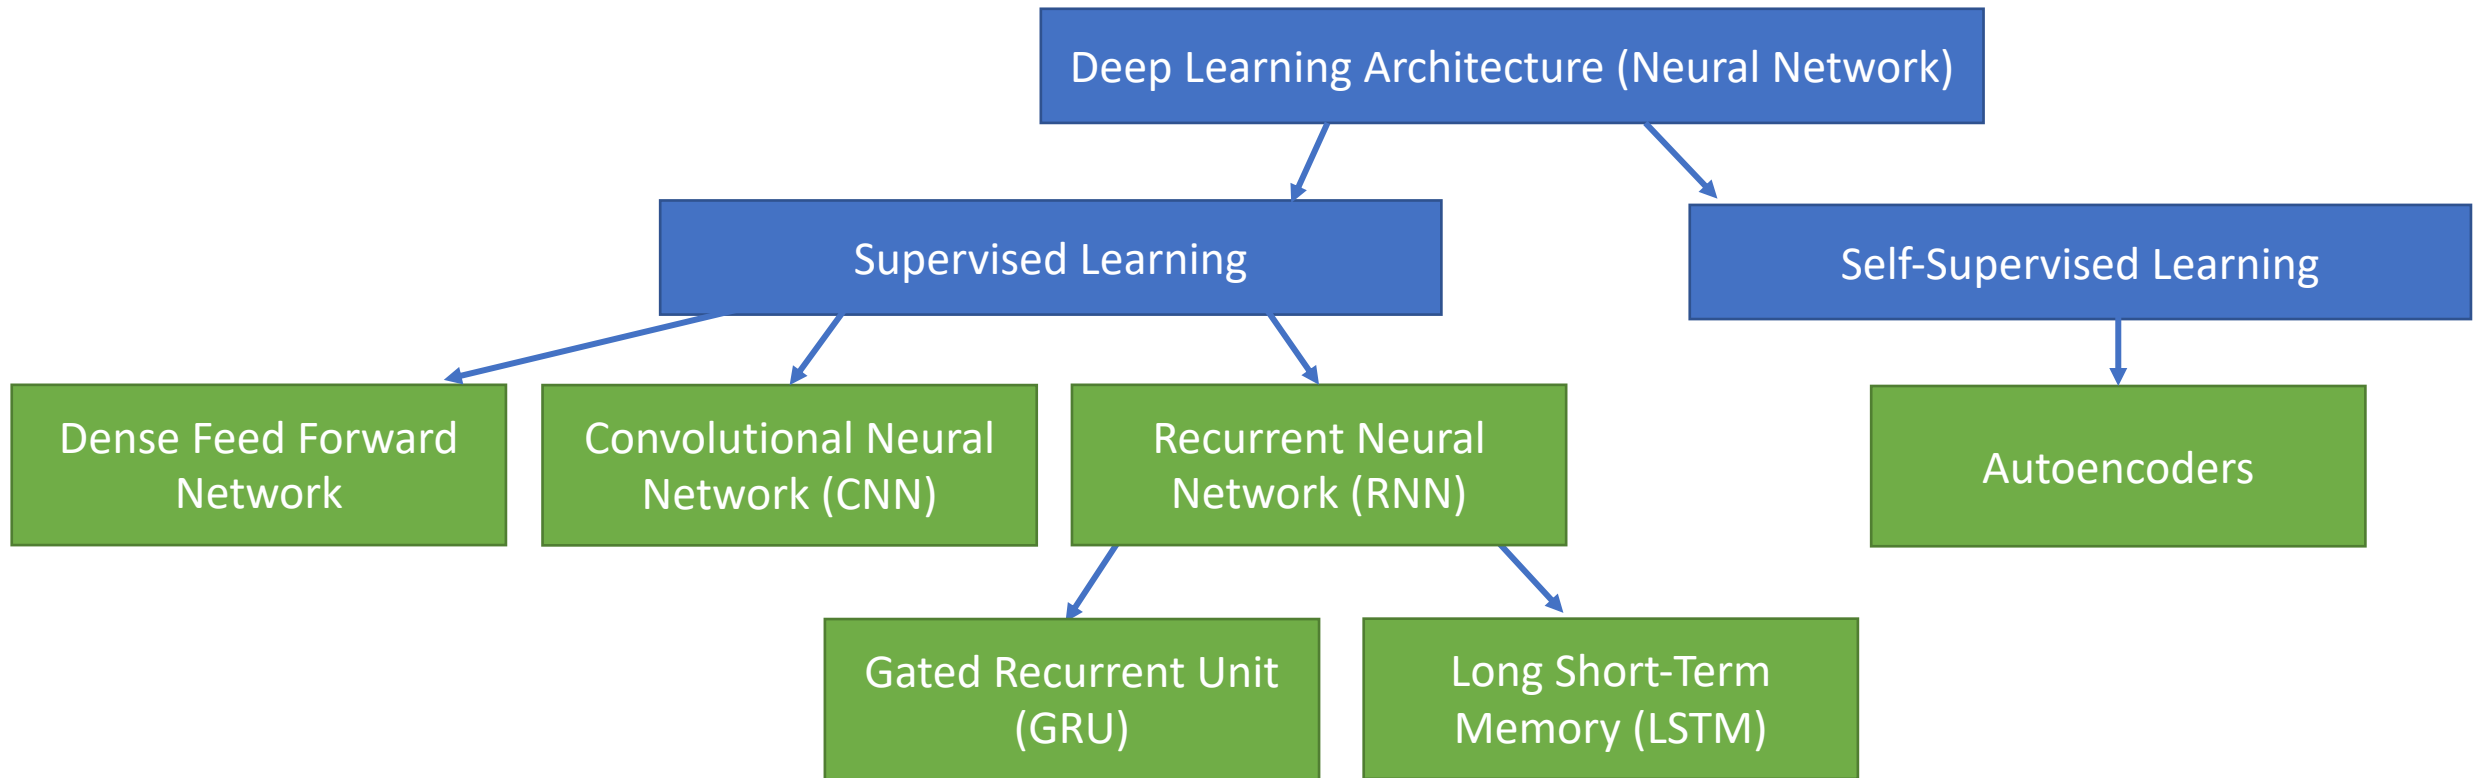 Deep Learning Architecture (Neural Network)
Supervised Learning
Self-Supervised Learning
Dense Feed Forward
Network
Convolutional Neural
Network (CNN)
Recurrent Neural
Network (RNN)
Autoencoders
Gated Recurrent Unit
(GRU)
Long Short-Term
Memory (LSTM)